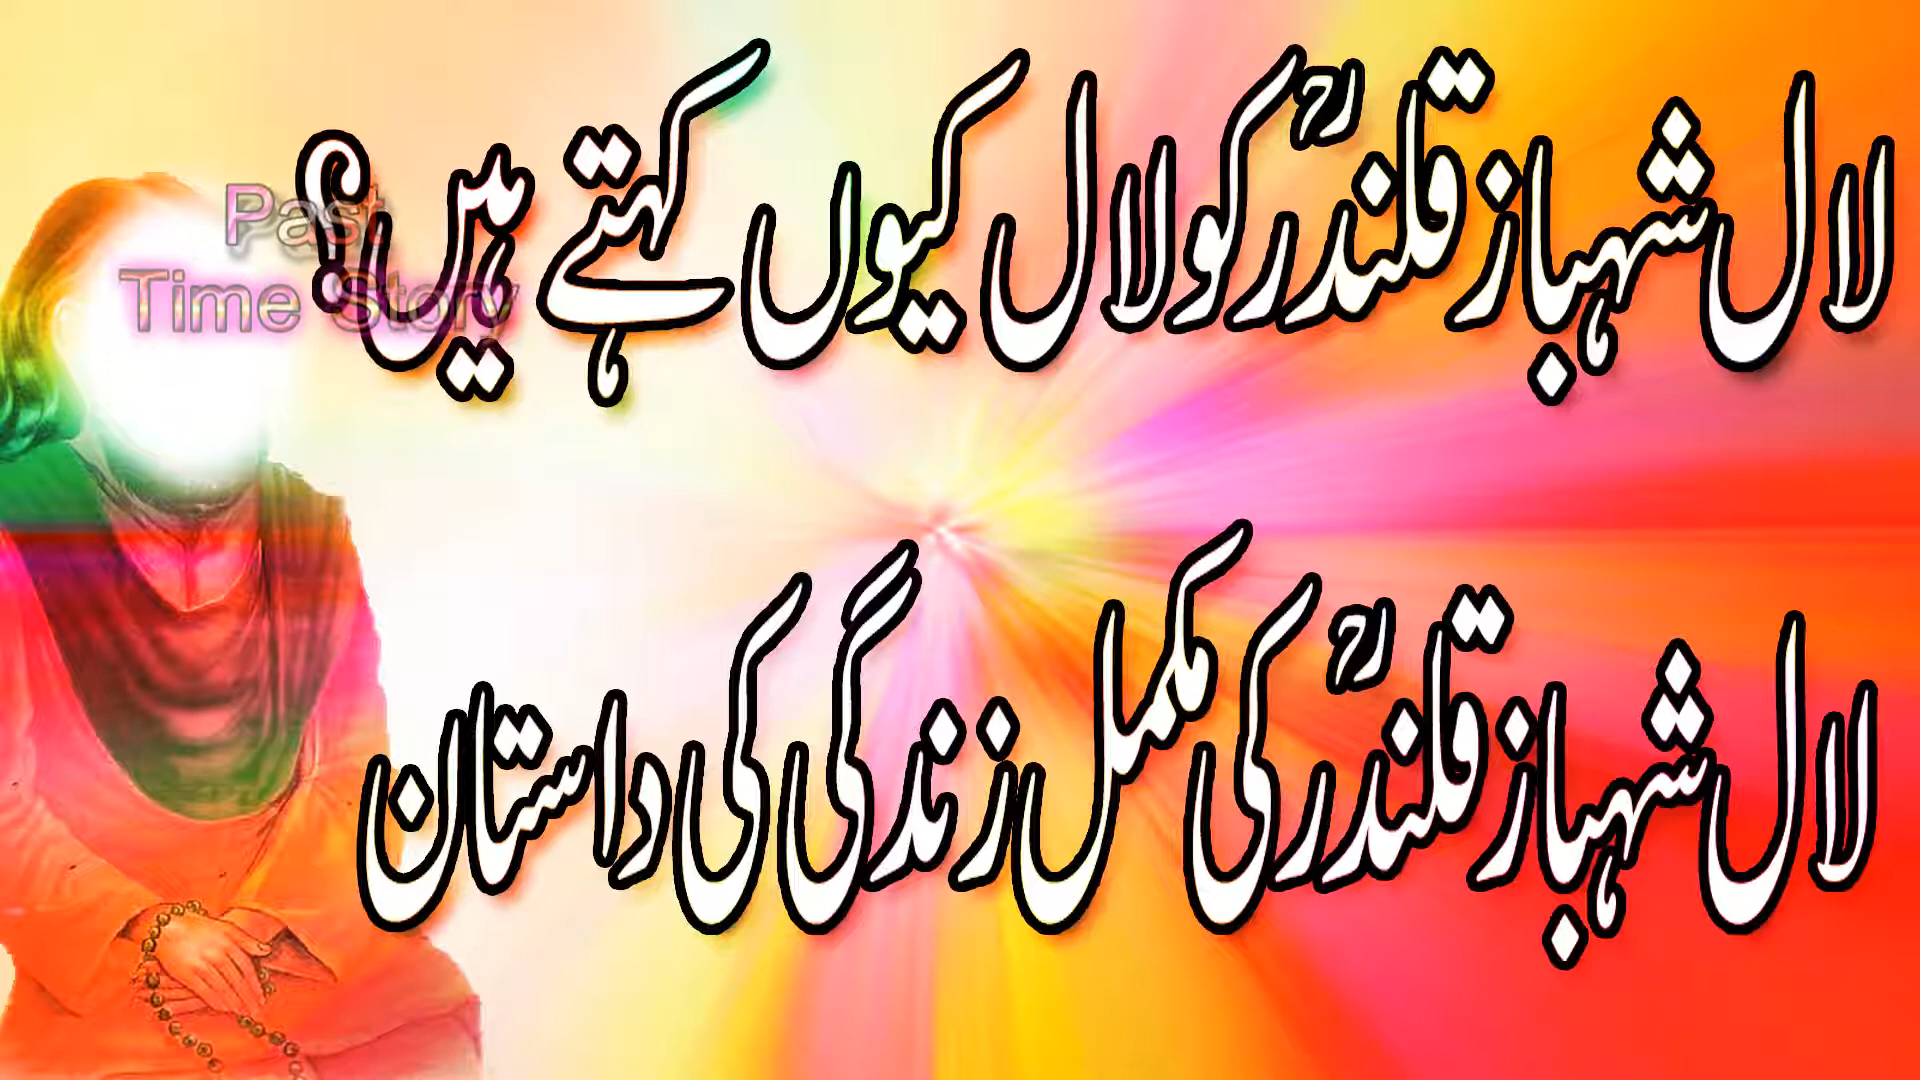 لال شہباز قلندرؒ کو لال کیوں کہتے ہیں؟
Past
Time Story
لال شہباز قلندرؒ کی مکمل زندگی کی داستان